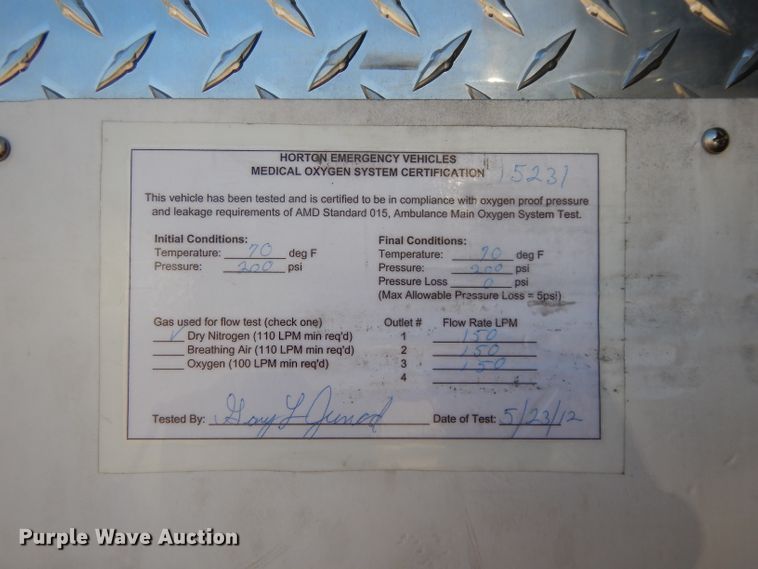 HORTON EMERGENCY VEHICLES
MEDICAL OXYGEN SYSTEM CERTIFICATION 15231
This vehicle has been tested and is certified to be in compliance with oxygen proof pressure
and leakage requirements of AMD Standard 015, Ambulance Main Oxygen System Test.
Initial Conditions:
Temperature: 70 deg F
Pressure: 200 psi
Final Conditions:
Temperature: 70 deg F
Pressure: 200 psi
Pressure Loss 0 psi
(Max Allowable Pressure Loss = 5psi)
Gas used for flow test (check one)
✓ Dry Nitrogen (110 LPM min req'd)
Breathing Air (110 LPM min req'd)
Oxygen (100 LPM min req'd)
Outlet # Flow Rate LPM
1 150
2 150
3 150
4
Tested By: Gary L Date of Test: 5/23/12
Purple Wave Auction